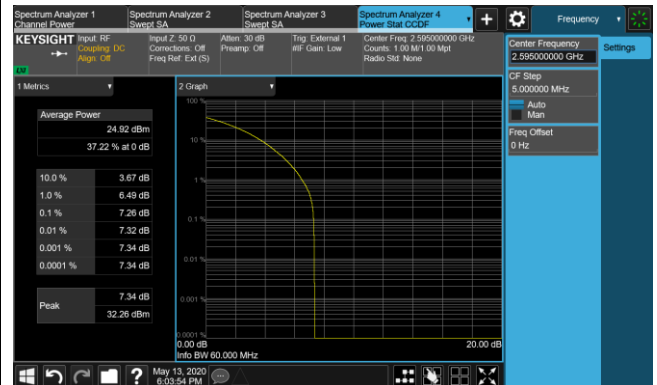 Spectrum Analyzer 1
Channel Power
Spectrum Analyzer 2
Swept SA
Spectrum Analyzer 3
Swept SA
Spectrum Analyzer 4
Power Stat CCDF
Frequency
KEYSIGHT
Input: RF
Coupling: DC
Align: Off
Input Z: 50 Ω
Corrections: Off
Freq Ref: Ext (S)
Atten: 30 dB
Preamp: Off
Trig: External 1
#IF Gain: Low
Center Freq: 2.595000000 GHz
Counts: 1.00 M/1.00 Mpt
Radio Std: None
Center Frequency
2.595000000 GHz
Settings
CF Step
5.000000 MHz
Auto
Man
Freq Offset
0 Hz
1 Metrics
2 Graph
Average Power
24.92 dBm
37.22 % at 0 dB
10.0 % 3.67 dB
1.0 % 6.49 dB
0.1 % 7.26 dB
0.01 % 7.32 dB
0.001 % 7.34 dB
0.0001 % 7.34 dB
Peak
7.34 dB
32.26 dBm
100 %
10 %
1 %
0.1 %
0.01 %
0.001 %
0.0001 %
0.00 dB 20.00 dB
Info BW 60.000 MHz
?
May 13, 2020
6:03:54 PM